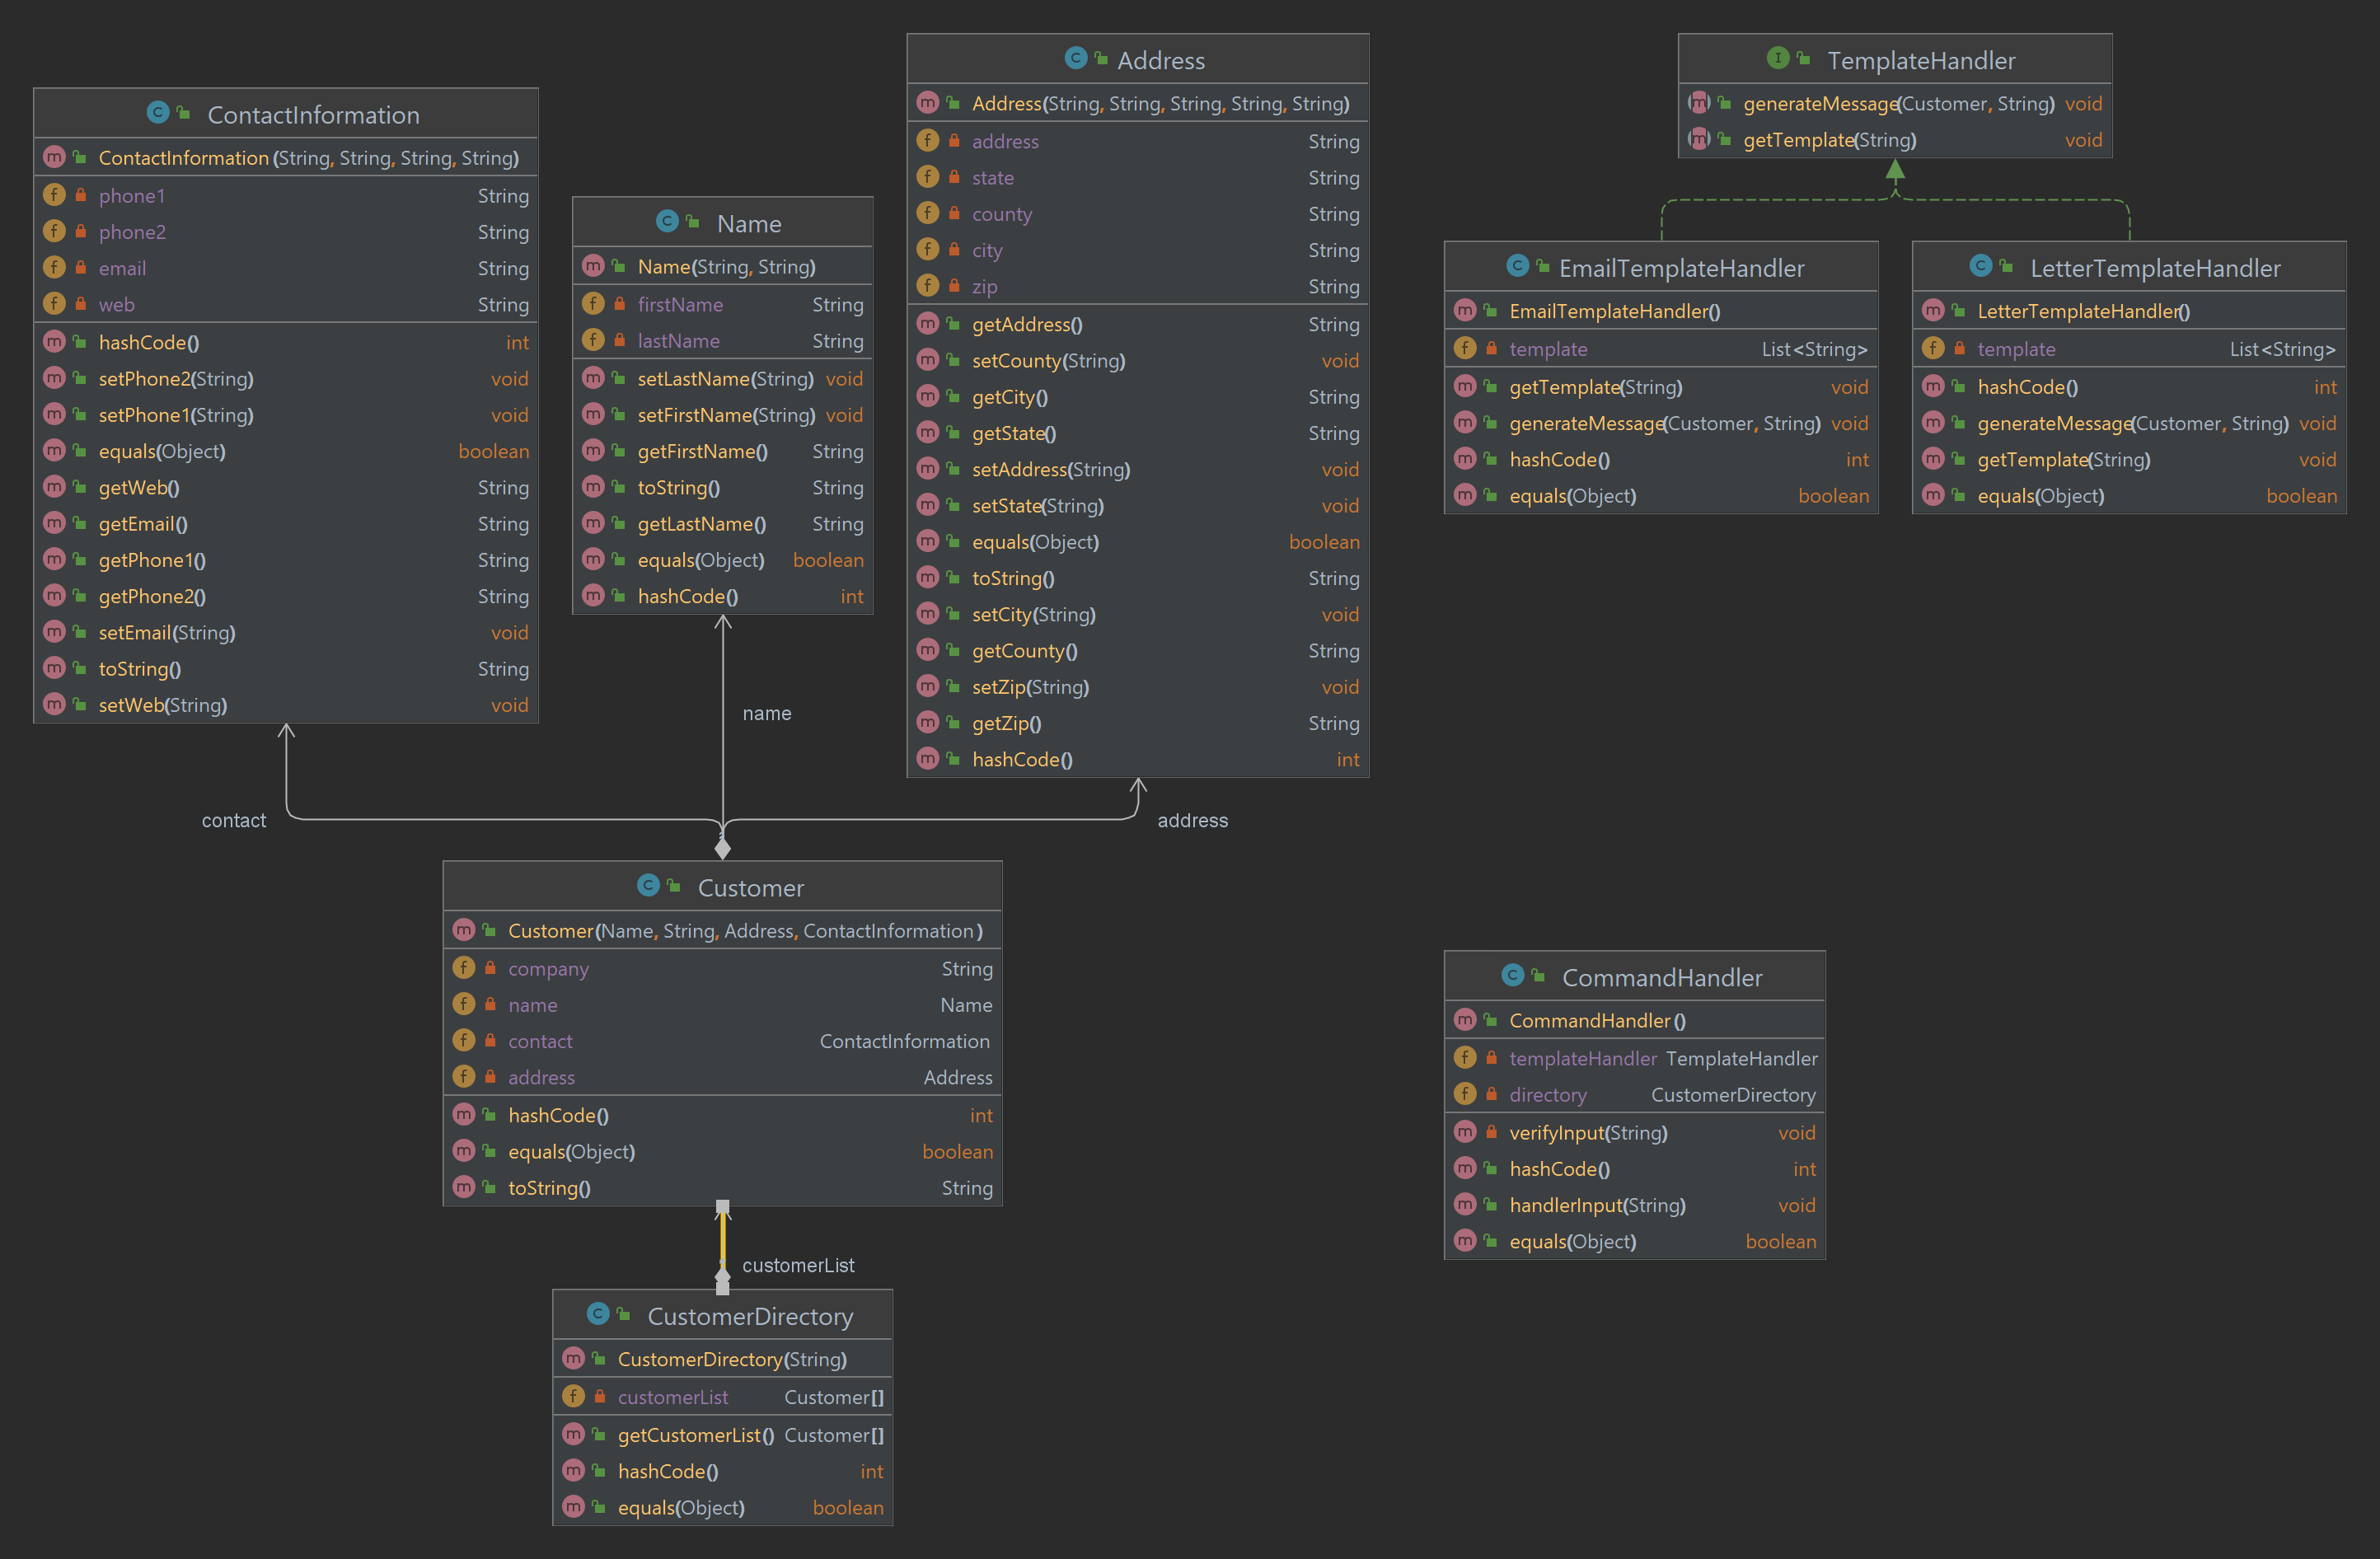 ContactInformation
ContactInformation(String, String, String, String)
phone1 String
phone2 String
email String
web String
hashCode() int
setPhone2(String) void
setPhone1(String) void
equals(Object) boolean
getWeb() String
getEmail() String
getPhone1() String
getPhone2() String
setEmail(String) void
toString() String
setWeb(String) void
Name
Name(String, String)
firstName String
lastName String
setLastName(String) void
setFirstName(String) void
getFirstName() String
toString() String
getLastName() String
equals(Object) boolean
hashCode() int
Address
Address(String, String, String, String, String)
address String
state String
county String
city String
zip String
getAddress() String
setCounty(String) void
getCity() String
getState() String
setAddress(String) void
setState(String) void
equals(Object) boolean
toString() String
setCity(String) void
getCounty() String
setZip(String) void
getZip() String
hashCode() int
TemplateHandler
generateMessage(Customer, String) void
getTemplate(String) void
EmailTemplateHandler
EmailTemplateHandler()
template List<String>
getTemplate(String) void
generateMessage(Customer, String) void
hashCode() int
equals(Object) boolean
LetterTemplateHandler
LetterTemplateHandler()
template List<String>
hashCode() int
generateMessage(Customer, String) void
getTemplate(String) void
equals(Object) boolean
name
contact
address
Customer
Customer(Name, String, Address, ContactInformation)
company String
name Name
contact ContactInformation
address Address
hashCode() int
equals(Object) boolean
toString() String
customerList
CustomerDirectory
CustomerDirectory(String)
customerList Customer[]
getCustomerList() Customer[]
hashCode() int
equals(Object) boolean
CommandHandler
CommandHandler()
templateHandler TemplateHandler
directory CustomerDirectory
verifyInput(String) void
hashCode() int
handlerInput(String) void
equals(Object) boolean